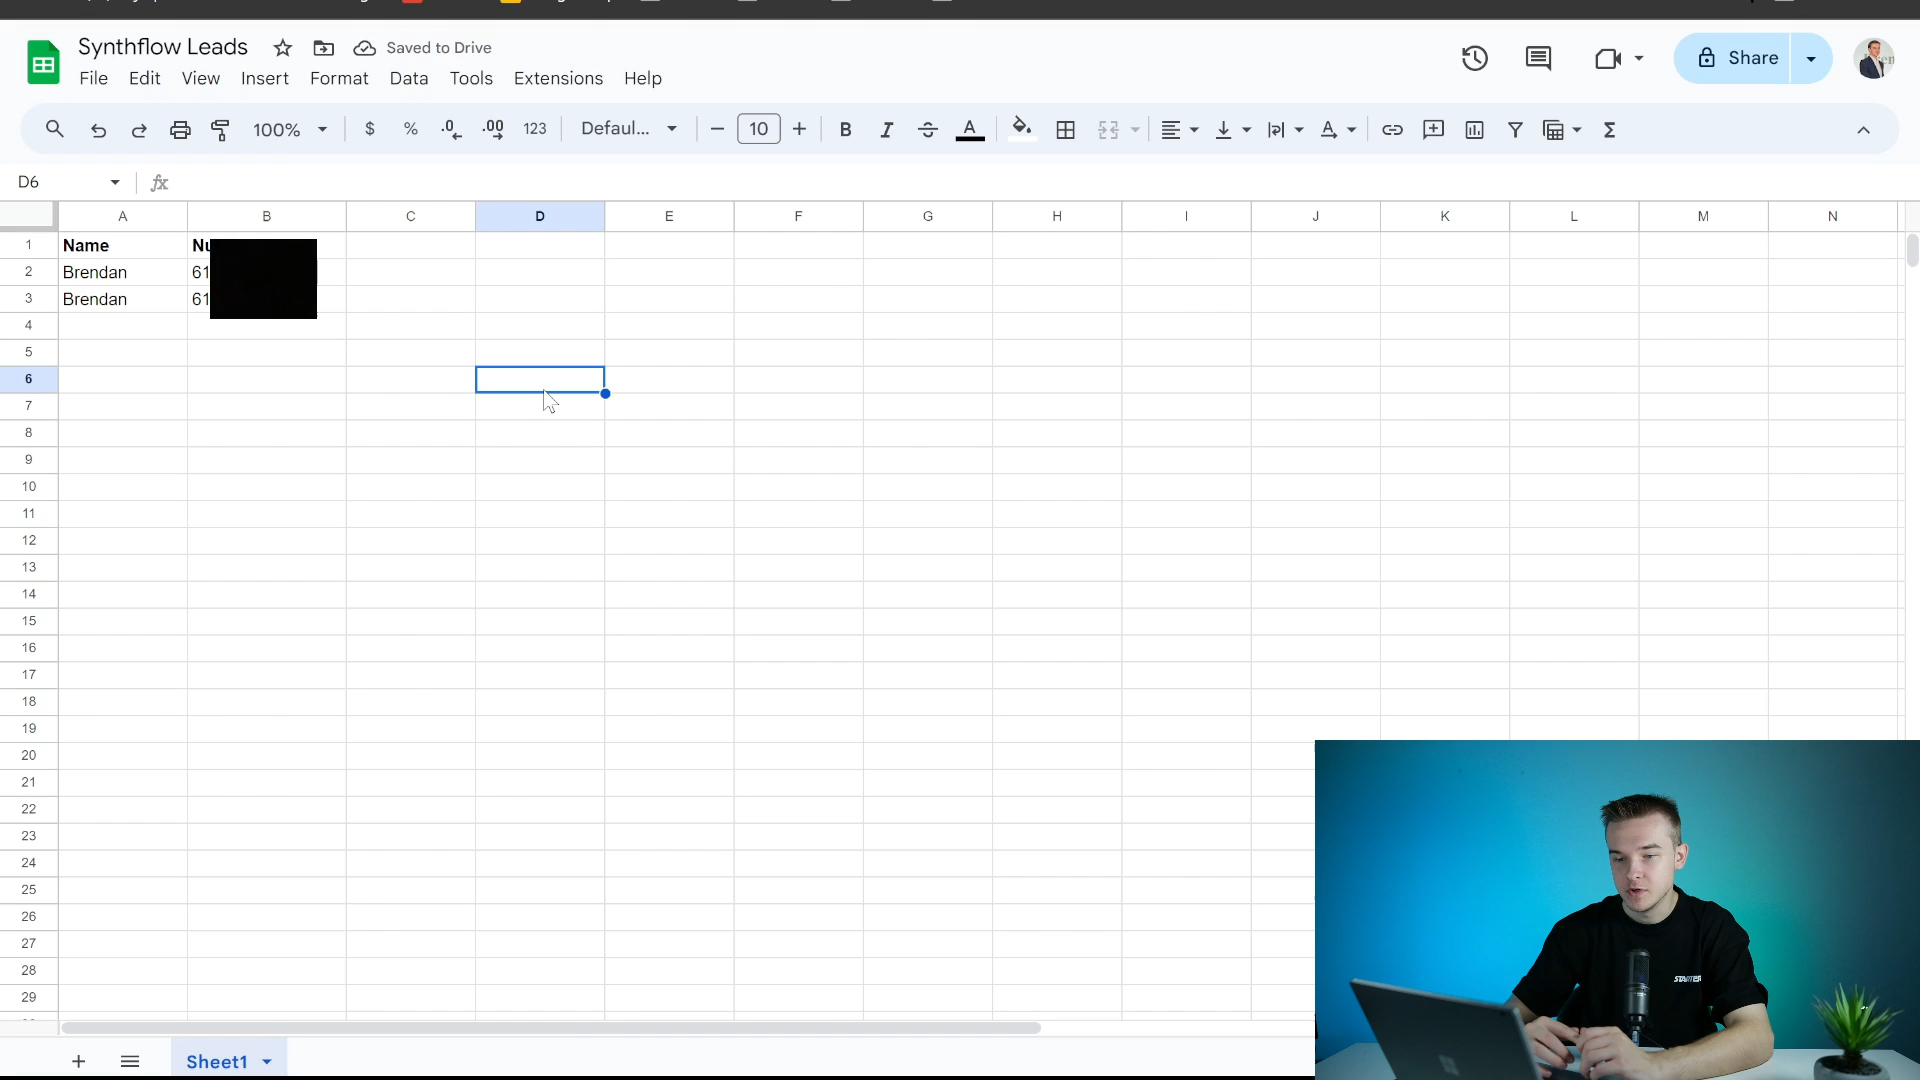 Synthflow Leads Saved to Drive
File Edit View Insert Format Data Tools Extensions Help
Share
100% $ % .0 .00 123 Defaul... 10 B I A
D6 fx
A B C D E F G H I J K L M N
1 Name
2 Brendan 61
3 Brendan 61
4
5
6
7
8
9
10
11
12
13
14
15
16
17
18
19
20
21
22
23
24
25
26
27
28
29
Sheet1